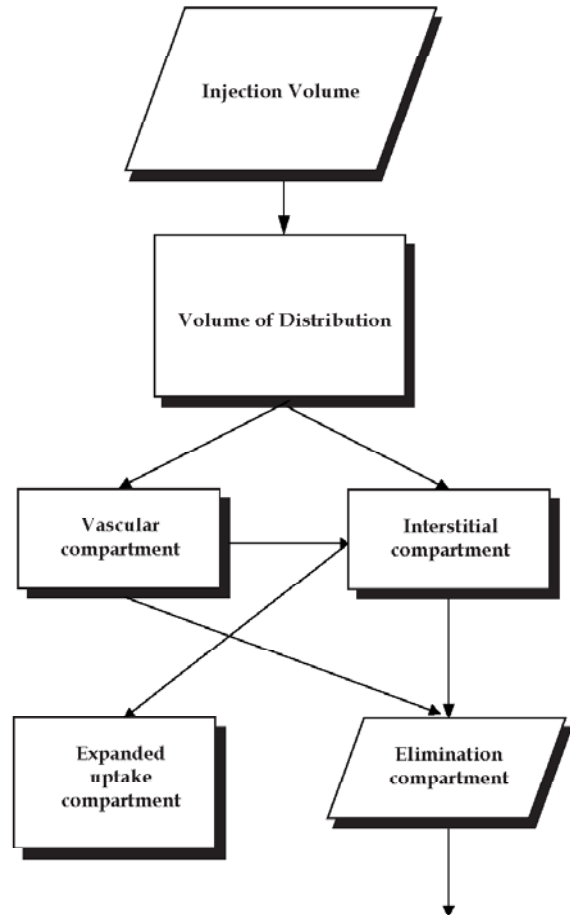 Injection Volume
Volume of Distribution
Vascular
compartment
Interstitial
compartment
Expanded
uptake
compartment
Elimination
compartment